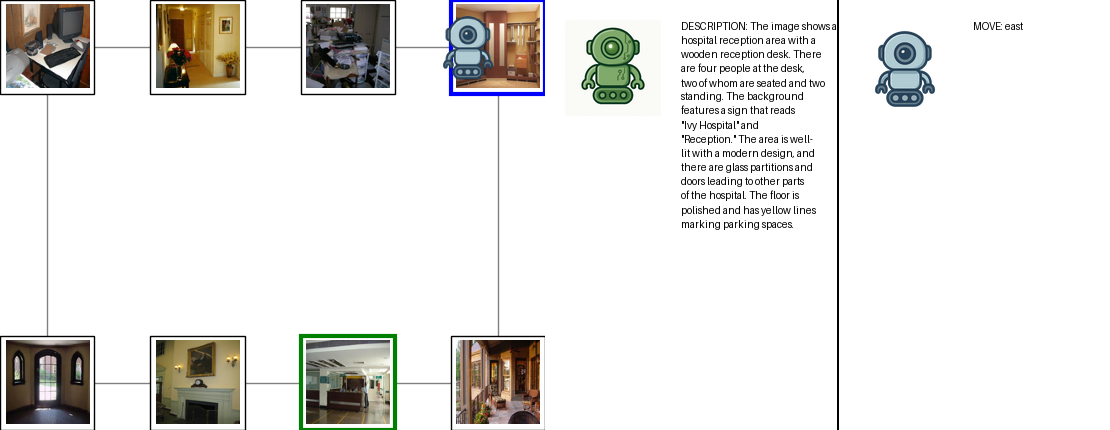 DESCRIPTION: The image shows a
hospital reception area with a
wooden reception desk. There
are four people at the desk,
two of whom are seated and two
standing. The background
features a sign that reads
"Ivy Hospital" and
"Reception." The area is well-
lit with a modern design, and
there are glass partitions and
doors leading to other parts
of the hospital. The floor is
polished and has yellow lines
marking parking spaces.
MOVE: east